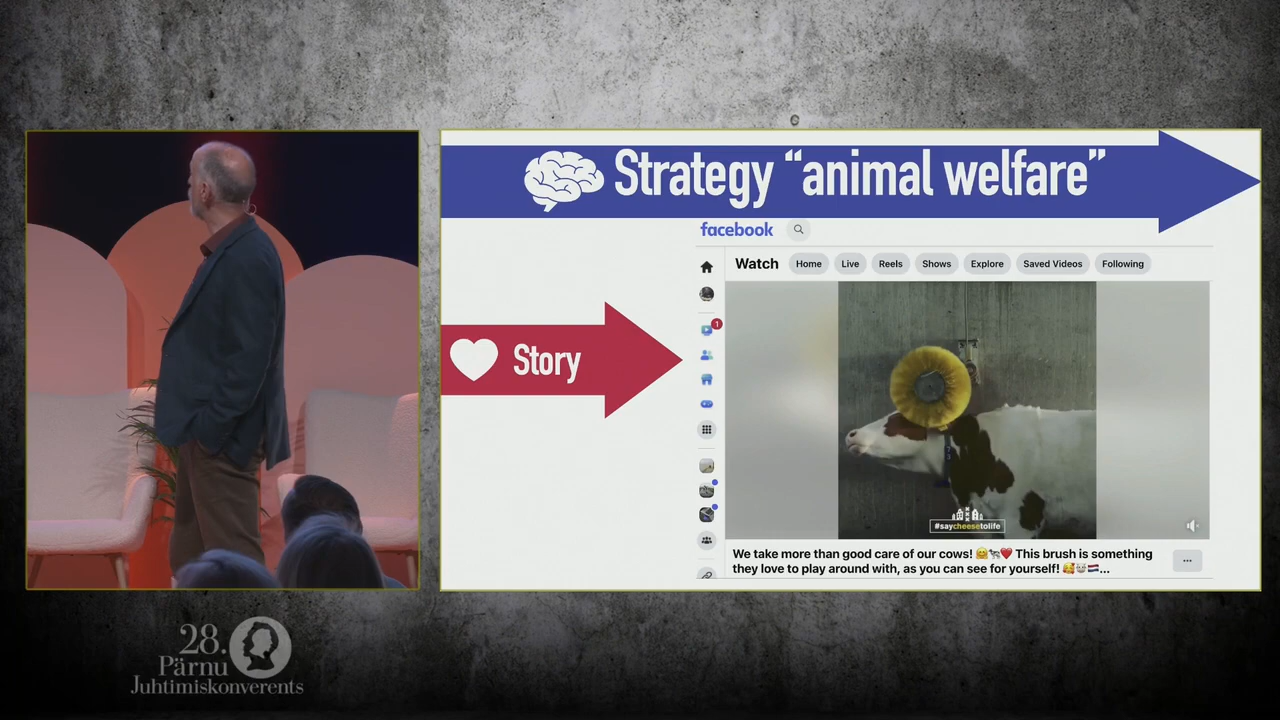 Strategy “animal welfare”
facebook
Watch
Home
Live
Reels
Shows
Explore
Saved Videos
Following
1
Story
#saycheesetolife
We take more than good care of our cows! 🤗🐄❤️ This brush is something
they love to play around with, as you can see for yourself! 🥰🐮🇳🇱...
28.
Pärnu
Juhtimiskonverents